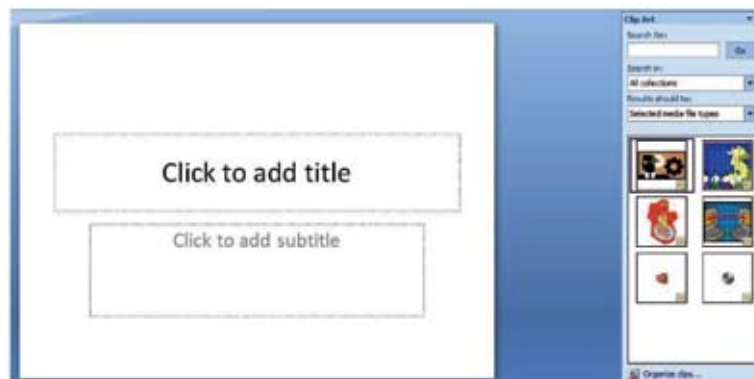 Click to add title
Click to add subtitle
Clip Art
Search for:
Go
Search in:
All collections
Results should be:
Selected media file types
Organize clips...